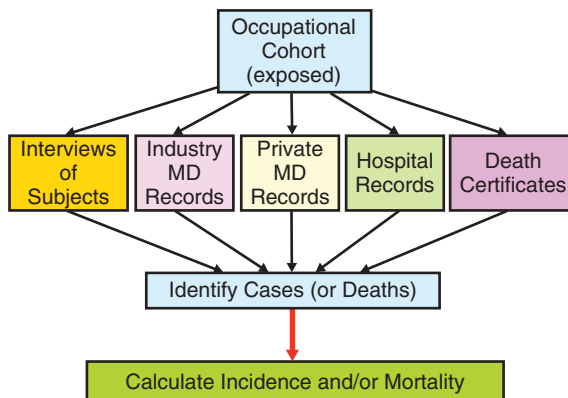 Occupational
Cohort
(exposed)
Interviews
of
Subjects
Industry
MD
Records
Private
MD
Records
Hospital
Records
Death
Certificates
Identify Cases (or Deaths)
Calculate Incidence and/or Mortality